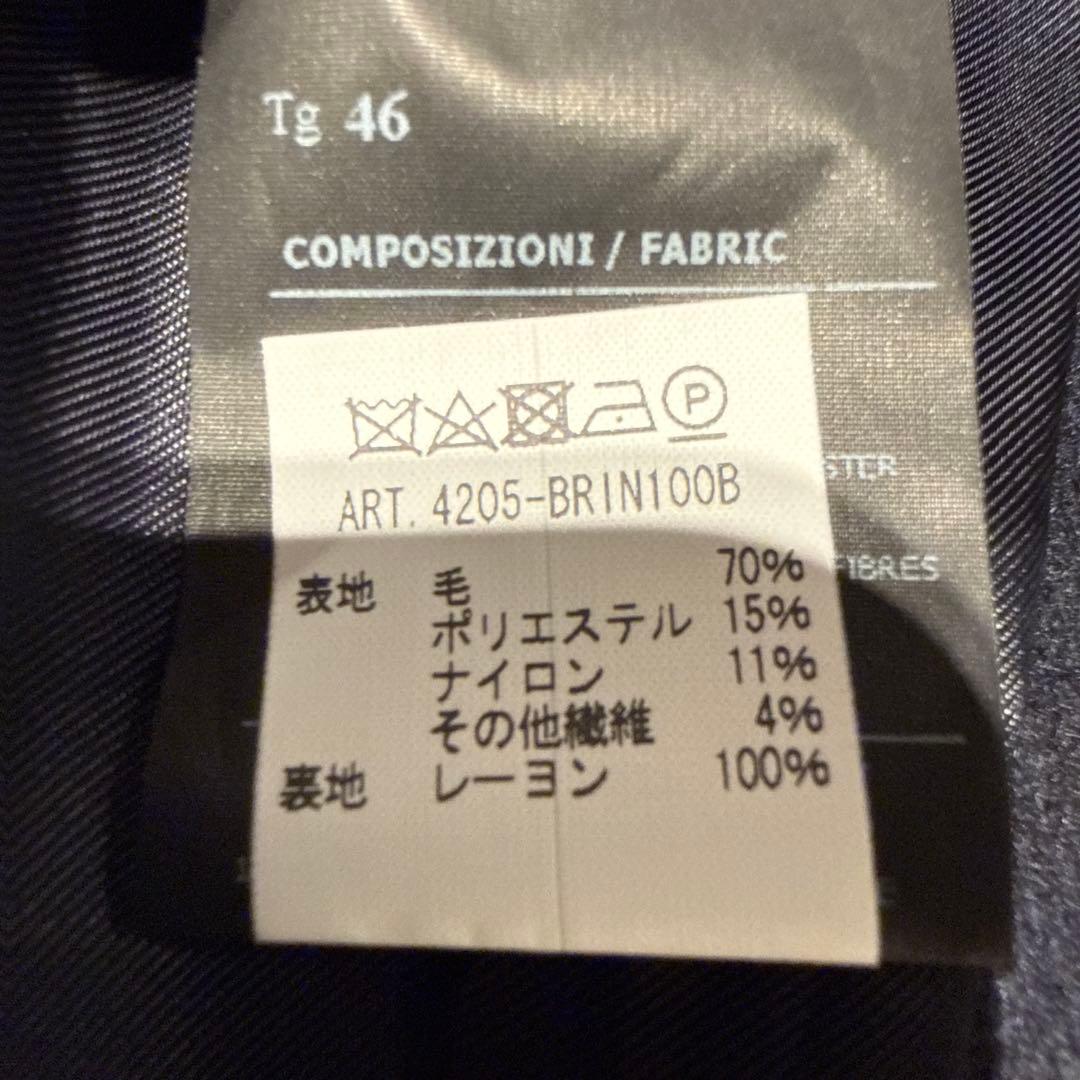 Tg 46
COMPOSIZIONI / FABRIC
P
ART. 4205-BRIN100B
表地 毛 70%
ポリエステル 15%
ナイロン 11%
その他繊維 4%
裏地 レーヨン 100%
STER
FIBRES